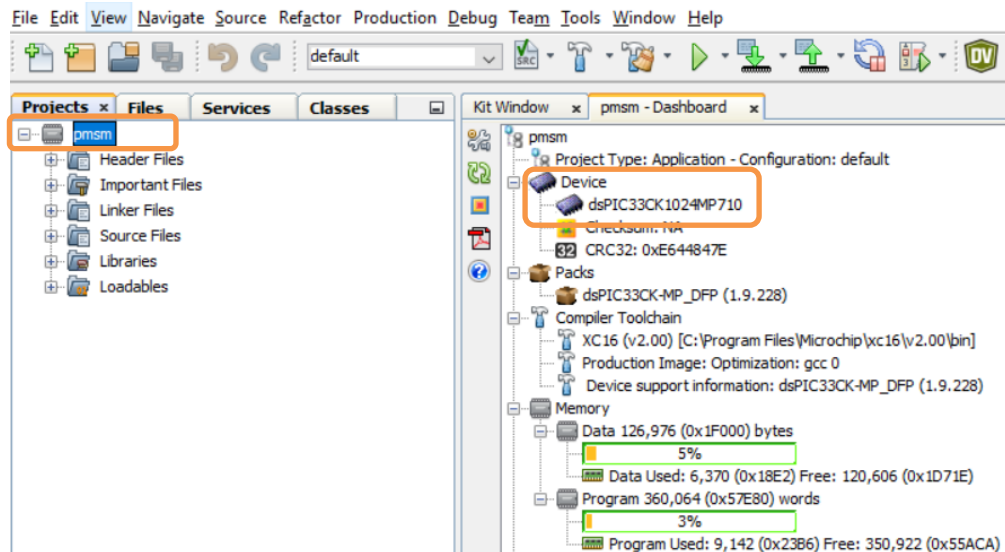 File Edit View Navigate Source Refactor Production Debug Team Tools Window Help
default
SRC
DV
Projects x Files Services Classes
Kit Window x pmsm - Dashboard x
pmsm
Header Files
Important Files
Linker Files
Source Files
Libraries
Loadables
pmsm
Project Type: Application - Configuration: default
Device
dsPIC33CK1024MP710
Checksum: NA
32 CRC32: 0xE644847E
Packs
dsPIC33CK-MP_DFP (1.9.228)
Compiler Toolchain
XC16 (v2.00) [C:\Program Files\Microchip\xc16\v2.00\bin]
Production Image: Optimization: gcc 0
Device support information: dsPIC33CK-MP_DFP (1.9.228)
Memory
Data 126,976 (0x1F000) bytes
5%
Data Used: 6,370 (0x18E2) Free: 120,606 (0x1D71E)
Program 360,064 (0x57E80) words
3%
Program Used: 9,142 (0x23B6) Free: 350,922 (0x55ACA)